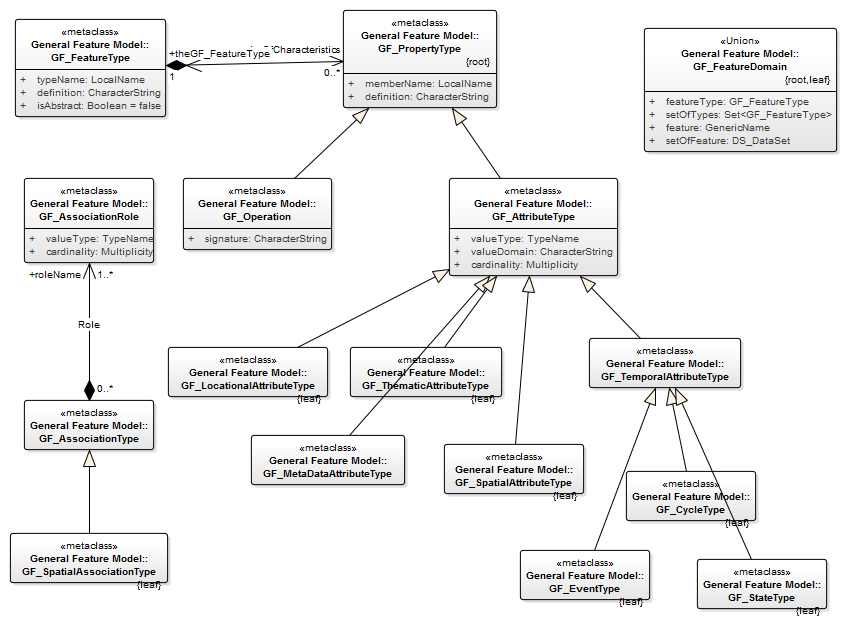 «metaclass»
General Feature Model::
GF_FeatureType
+ typeName: LocalName
+ definition: CharacterString
+ isAbstract: Boolean = false
+theGF_FeatureType
Characteristics
1
0..*
«metaclass»
General Feature Model::
GF_PropertyType
{root}
+ memberName: LocalName
+ definition: CharacterString
«Union»
General Feature Model::
GF_FeatureDomain
{root,leaf}
+ featureType: GF_FeatureType
+ setOfTypes: Set<GF_FeatureType>
+ feature: GenericName
+ setOfFeature: DS_DataSet
«metaclass»
General Feature Model::
GF_AssociationRole
+ valueType: TypeName
+ cardinality: Multiplicity
+roleName
1..*
Role
0..*
«metaclass»
General Feature Model::
GF_Operation
+ signature: CharacterString
«metaclass»
General Feature Model::
GF_AttributeType
+ valueType: TypeName
+ valueDomain: CharacterString
+ cardinality: Multiplicity
«metaclass»
General Feature Model::
GF_LocationalAttributeType
{leaf}
«metaclass»
General Feature Model::
GF_ThematicAttributeType
{leaf}
«metaclass»
General Feature Model::
GF_TemporalAttributeType
«metaclass»
General Feature Model::
GF_AssociationType
«metaclass»
General Feature Model::
GF_MetaDataAttributeType
«metaclass»
General Feature Model::
GF_SpatialAttributeType
{leaf}
«metaclass»
General Feature Model::
GF_CycleType
{leaf}
«metaclass»
General Feature Model::
GF_SpatialAssociationType
{leaf}
«metaclass»
General Feature Model::
GF_EventType
{leaf}
«metaclass»
General Feature Model::
GF_StateType
{leaf}